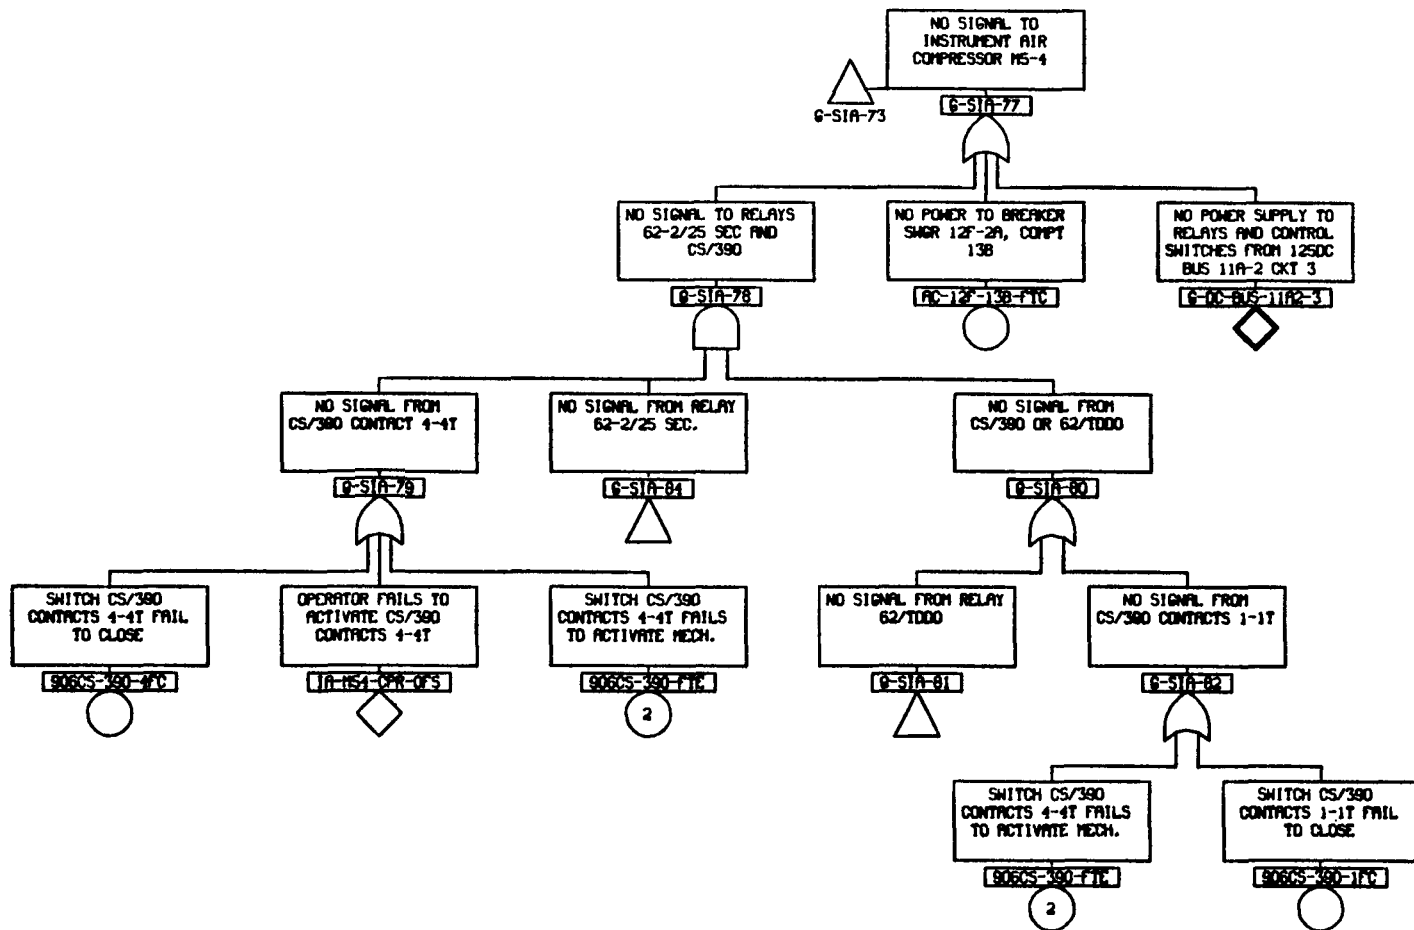 NO SIGNAL TO
INSTRUMENT AIR
COMPRESSOR MS-4
G-SIA-73
G-SIA-77
NO SIGNAL TO RELAYS
62-2/25 SEC AND
CS/390
G-SIA-78
NO POWER TO BREAKER
SWGR 12F-2A, COMPT
13B
AC-12F-13B-FTC
NO POWER SUPPLY TO
RELAYS AND CONTROL
SWITCHES FROM 125DC
BUS 11A-2 CKT 3
G-DC-BUS-11A2-3
NO SIGNAL FROM
CS/390 CONTACT 4-4T
G-SIA-79
NO SIGNAL FROM RELAY
62-2/25 SEC.
G-SIA-84
NO SIGNAL FROM
CS/390 OR 62/TDDO
G-SIA-80
SWITCH CS/390
CONTACTS 4-4T FAIL
TO CLOSE
906CS-390-4FC
OPERATOR FAILS TO
ACTIVATE CS/390
CONTACTS 4-4T
IA-MS4-CPR-OFS
SWITCH CS/390
CONTACTS 4-4T FAILS
TO ACTIVATE MECH.
906CS-390-FTE
2
NO SIGNAL FROM RELAY
62/TDDO
G-SIA-81
NO SIGNAL FROM
CS/390 CONTACTS 1-1T
G-SIA-82
SWITCH CS/390
CONTACTS 4-4T FAILS
TO ACTIVATE MECH.
906CS-390-FTE
2
SWITCH CS/390
CONTACTS 1-1T FAIL
TO CLOSE
906CS-390-1FC